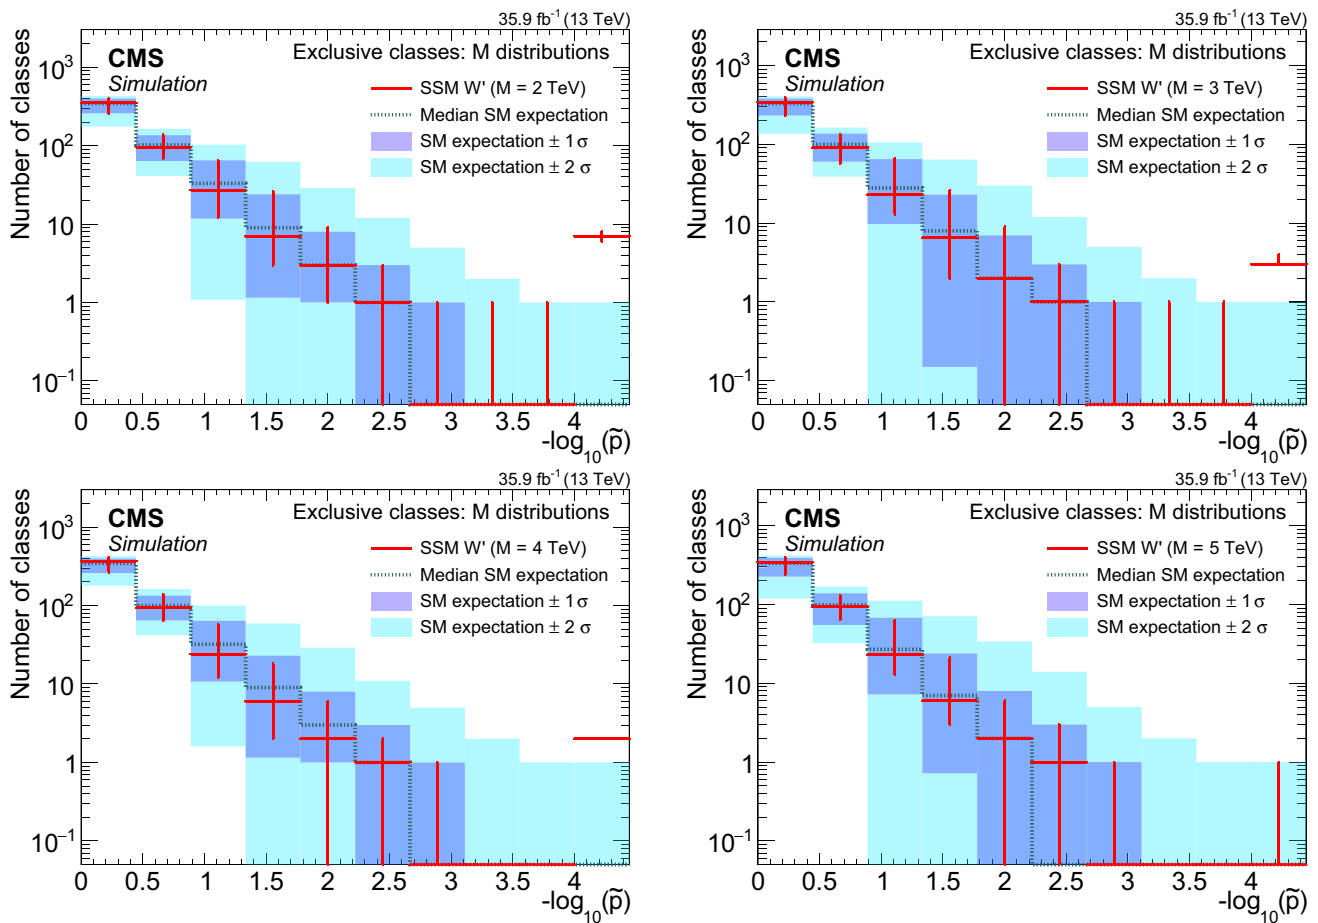 35.9 fb⁻¹ (13 TeV)
CMS
Simulation
Exclusive classes: M distributions
SSM W' (M = 2 TeV)
Median SM expectation
SM expectation ± 1 σ
SM expectation ± 2 σ
Number of classes
10³
10²
10
1
10⁻¹
0 0.5 1 1.5 2 2.5 3 3.5 4
-log₁₀(p̃)
35.9 fb⁻¹ (13 TeV)
CMS
Simulation
Exclusive classes: M distributions
SSM W' (M = 3 TeV)
Median SM expectation
SM expectation ± 1 σ
SM expectation ± 2 σ
Number of classes
10³
10²
10
1
10⁻¹
0 0.5 1 1.5 2 2.5 3 3.5 4
-log₁₀(p̃)
35.9 fb⁻¹ (13 TeV)
CMS
Simulation
Exclusive classes: M distributions
SSM W' (M = 4 TeV)
Median SM expectation
SM expectation ± 1 σ
SM expectation ± 2 σ
Number of classes
10³
10²
10
1
10⁻¹
0 0.5 1 1.5 2 2.5 3 3.5 4
-log₁₀(p̃)
35.9 fb⁻¹ (13 TeV)
CMS
Simulation
Exclusive classes: M distributions
SSM W' (M = 5 TeV)
Median SM expectation
SM expectation ± 1 σ
SM expectation ± 2 σ
Number of classes
10³
10²
10
1
10⁻¹
0 0.5 1 1.5 2 2.5 3 3.5 4
-log₁₀(p̃)